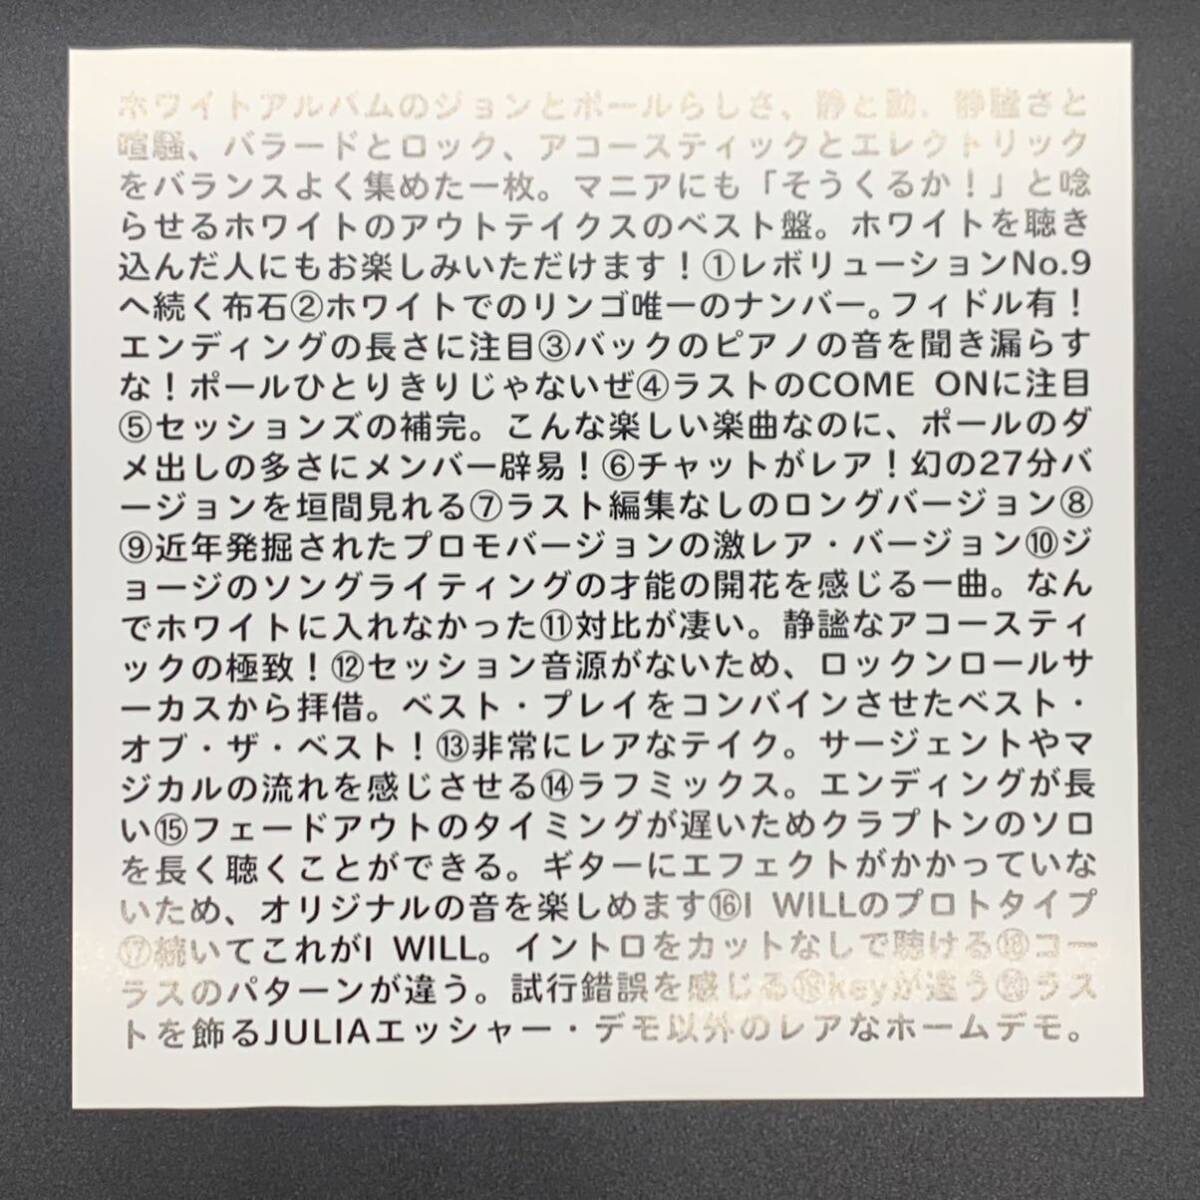 ホワイトアルバムのジョンとポールらしさ、静と動、静謐さと
喧騒、バラードとロック、アコースティックとエレクトリック
をバランスよく集めた一枚。マニアにも「そうくるか！」と唸
らせるホワイトのアウトテイクスのベスト盤。ホワイトを聴き
込んだ人にもお楽しみいただけます！①レボリューションNo.9
へ続く布石②ホワイトでのリンゴ唯一のナンバー。フィドル有！
エンディングの長さに注目③バックのピアノの音を聞き漏らす
な！ポールひとりきりじゃないぜ④ラストのCOME ONに注目
⑤セッションズの補完。こんな楽しい楽曲なのに、ポールのダ
メ出しの多さにメンバー辟易！⑥チャットがレア！幻の27分バ
ージョンを垣間見れる⑦ラスト編集なしのロングバージョン⑧
⑨近年発掘されたプロモバージョンの激レア・バージョン⑩ジ
ョージのソングライティングの才能の開花を感じる一曲。なん
でホワイトに入れなかった⑪対比が凄い。静謐なアコースティ
ックの極致！⑫セッション音源がないため、ロックンロールサ
ーカスから拝借。ベスト・プレイをコンバインさせたベスト・
オブ・ザ・ベスト！⑬非常にレアなテイク。サージェントやマ
ジカルの流れを感じさせる⑭ラフミックス。エンディングが長
い⑮フェードアウトのタイミングが遅いためクラプトンのソロ
を長く聴くことができる。ギターにエフェクトがかかっていな
いため、オリジナルの音を楽しめます⑯I WILLのプロトタイプ
⑰続いてこれがI WILL。イントロをカットなしで聴ける⑱コー
ラスのパターンが違う。試行錯誤を感じる⑲keyが違う⑳ラス
トを飾るJULIAエッシャー・デモ以外のレアなホームデモ。